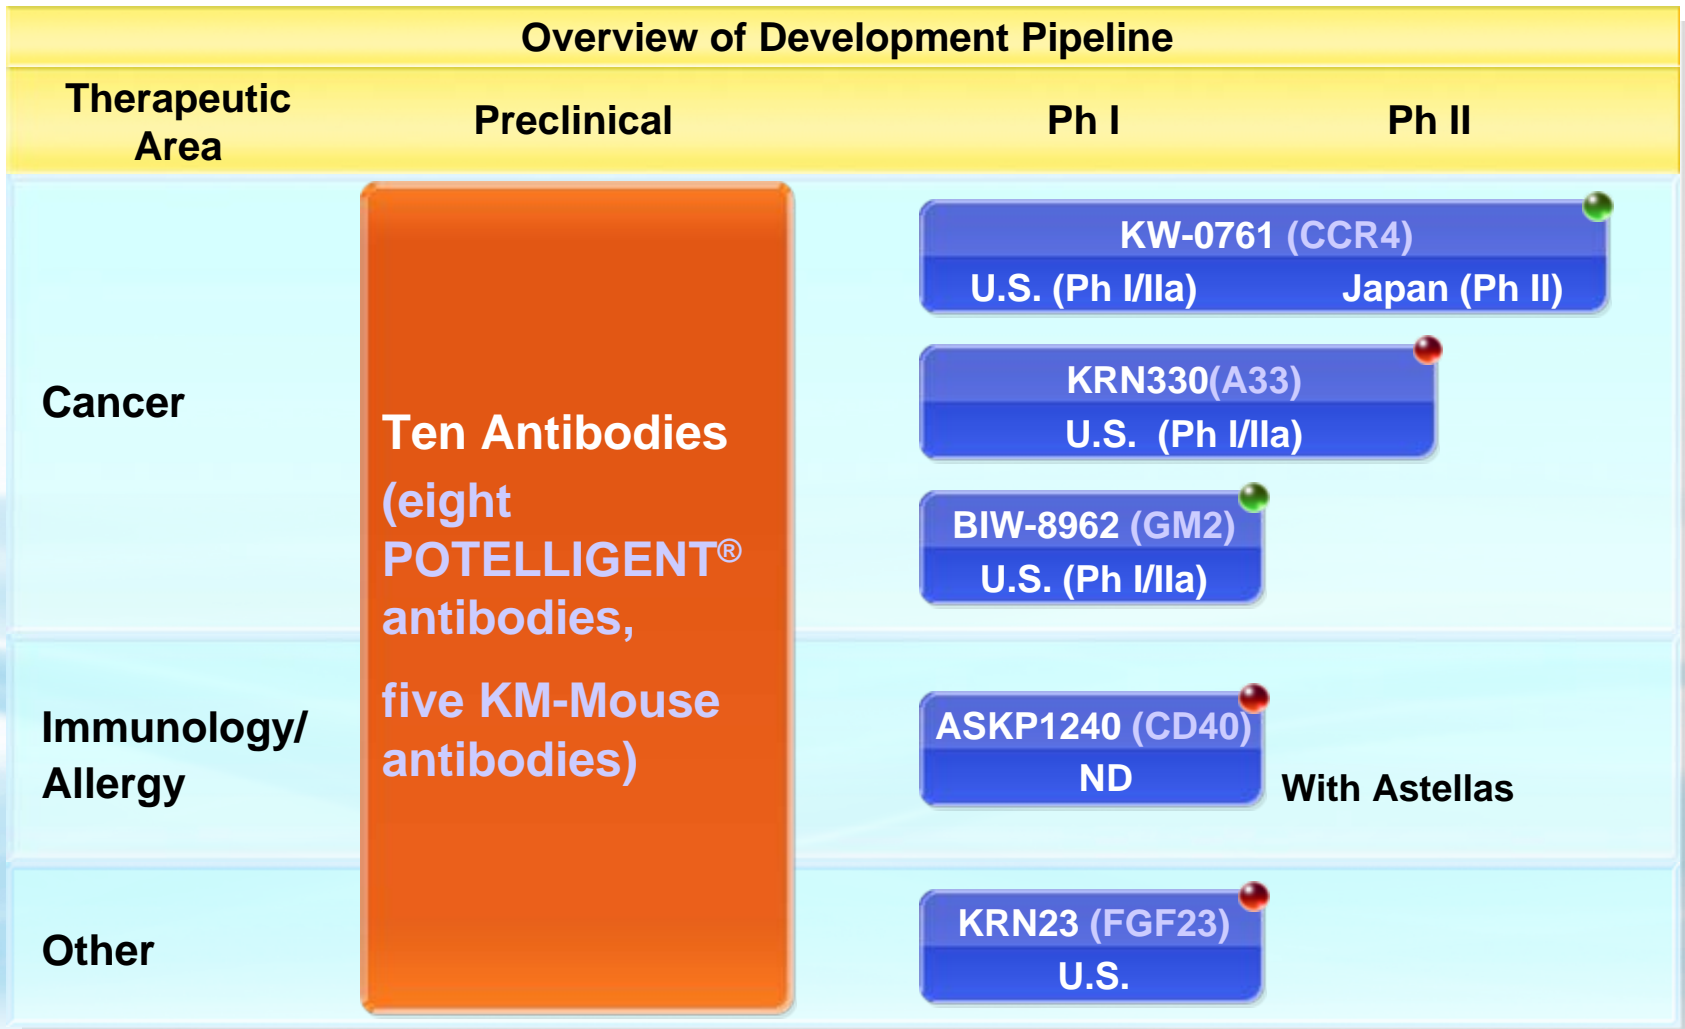 Overview of Development Pipeline
Therapeutic
Area
Preclinical
Ph I
Ph II
Cancer
Ten Antibodies
(eight
POTELLIGENT®
antibodies,
five KM-Mouse
antibodies)
KW-0761 (CCR4)
U.S. (Ph I/IIa) Japan (Ph II)
KRN330(A33)
U.S. (Ph I/IIa)
BIW-8962 (GM2)
U.S. (Ph I/IIa)
Immunology/
Allergy
ASKP1240 (CD40)
ND
With Astellas
Other
KRN23 (FGF23)
U.S.